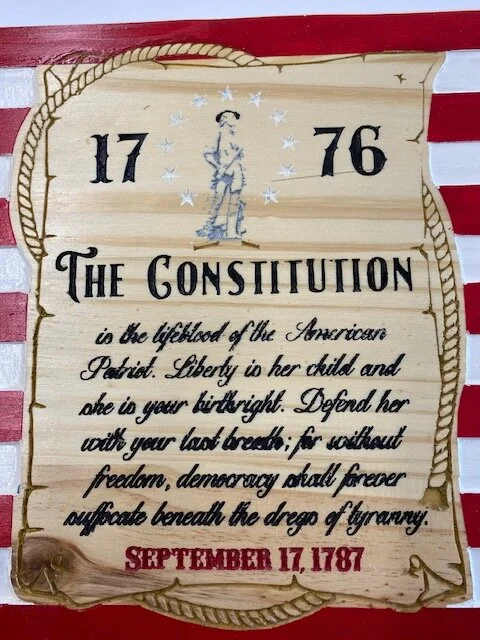 17 76
THE CONSTITUTION
is the lifeblood of the American
Patriot. Liberty is her child and
she is your birthright. Defend her
with your last breath; for without
freedom, democracy shall forever
suffocate beneath the dregs of tyranny.
SEPTEMBER 17, 1787